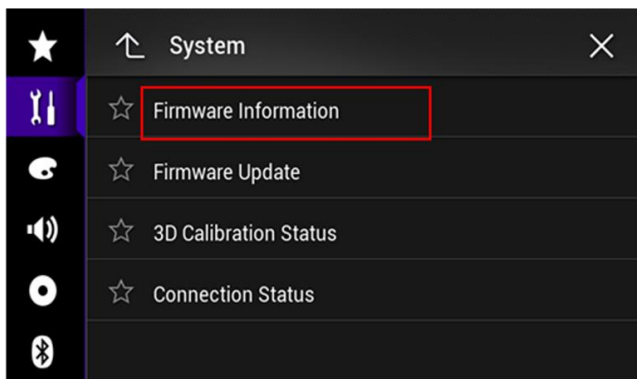 System
Firmware Information
Firmware Update
3D Calibration Status
Connection Status